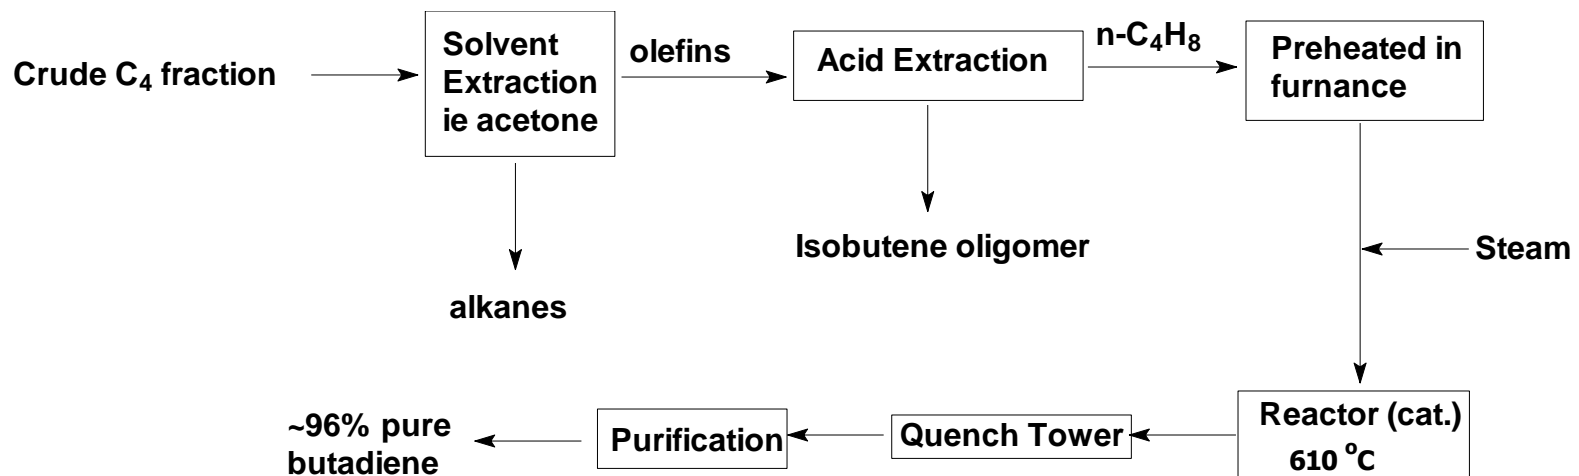 Crude C₄ fraction
Solvent
Extraction
ie acetone
olefins
Acid Extraction
n-C₄H₈
Preheated in
furnance
alkanes
Isobutene oligomer
Steam
Reactor (cat.)
610 ⁰C
Quench Tower
Purification
~96% pure
butadiene